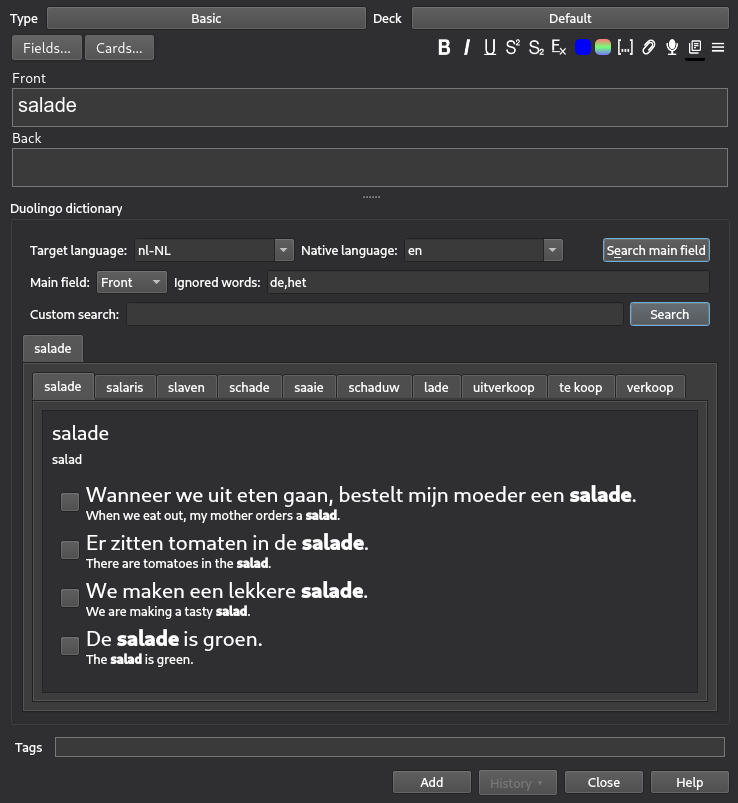 Type Basic Deck Default
Fields... Cards... B I U S² S₂ Ex [...]
Front
salade
Back
Duolingo dictionary
Target language: nl-NL Native language: en Search main field
Main field: Front Ignored words: de,het
Custom search: Search
salade
salade salaris slaven schade saaie schaduw lade uitverkoop te koop verkoop
salade
salad
Wanneer we uit eten gaan, bestelt mijn moeder een salade.
When we eat out, my mother orders a salad.
Er zitten tomaten in de salade.
There are tomatoes in the salad.
We maken een lekkere salade.
We are making a tasty salad.
De salade is groen.
The salad is green.
Tags
Add History Close Help